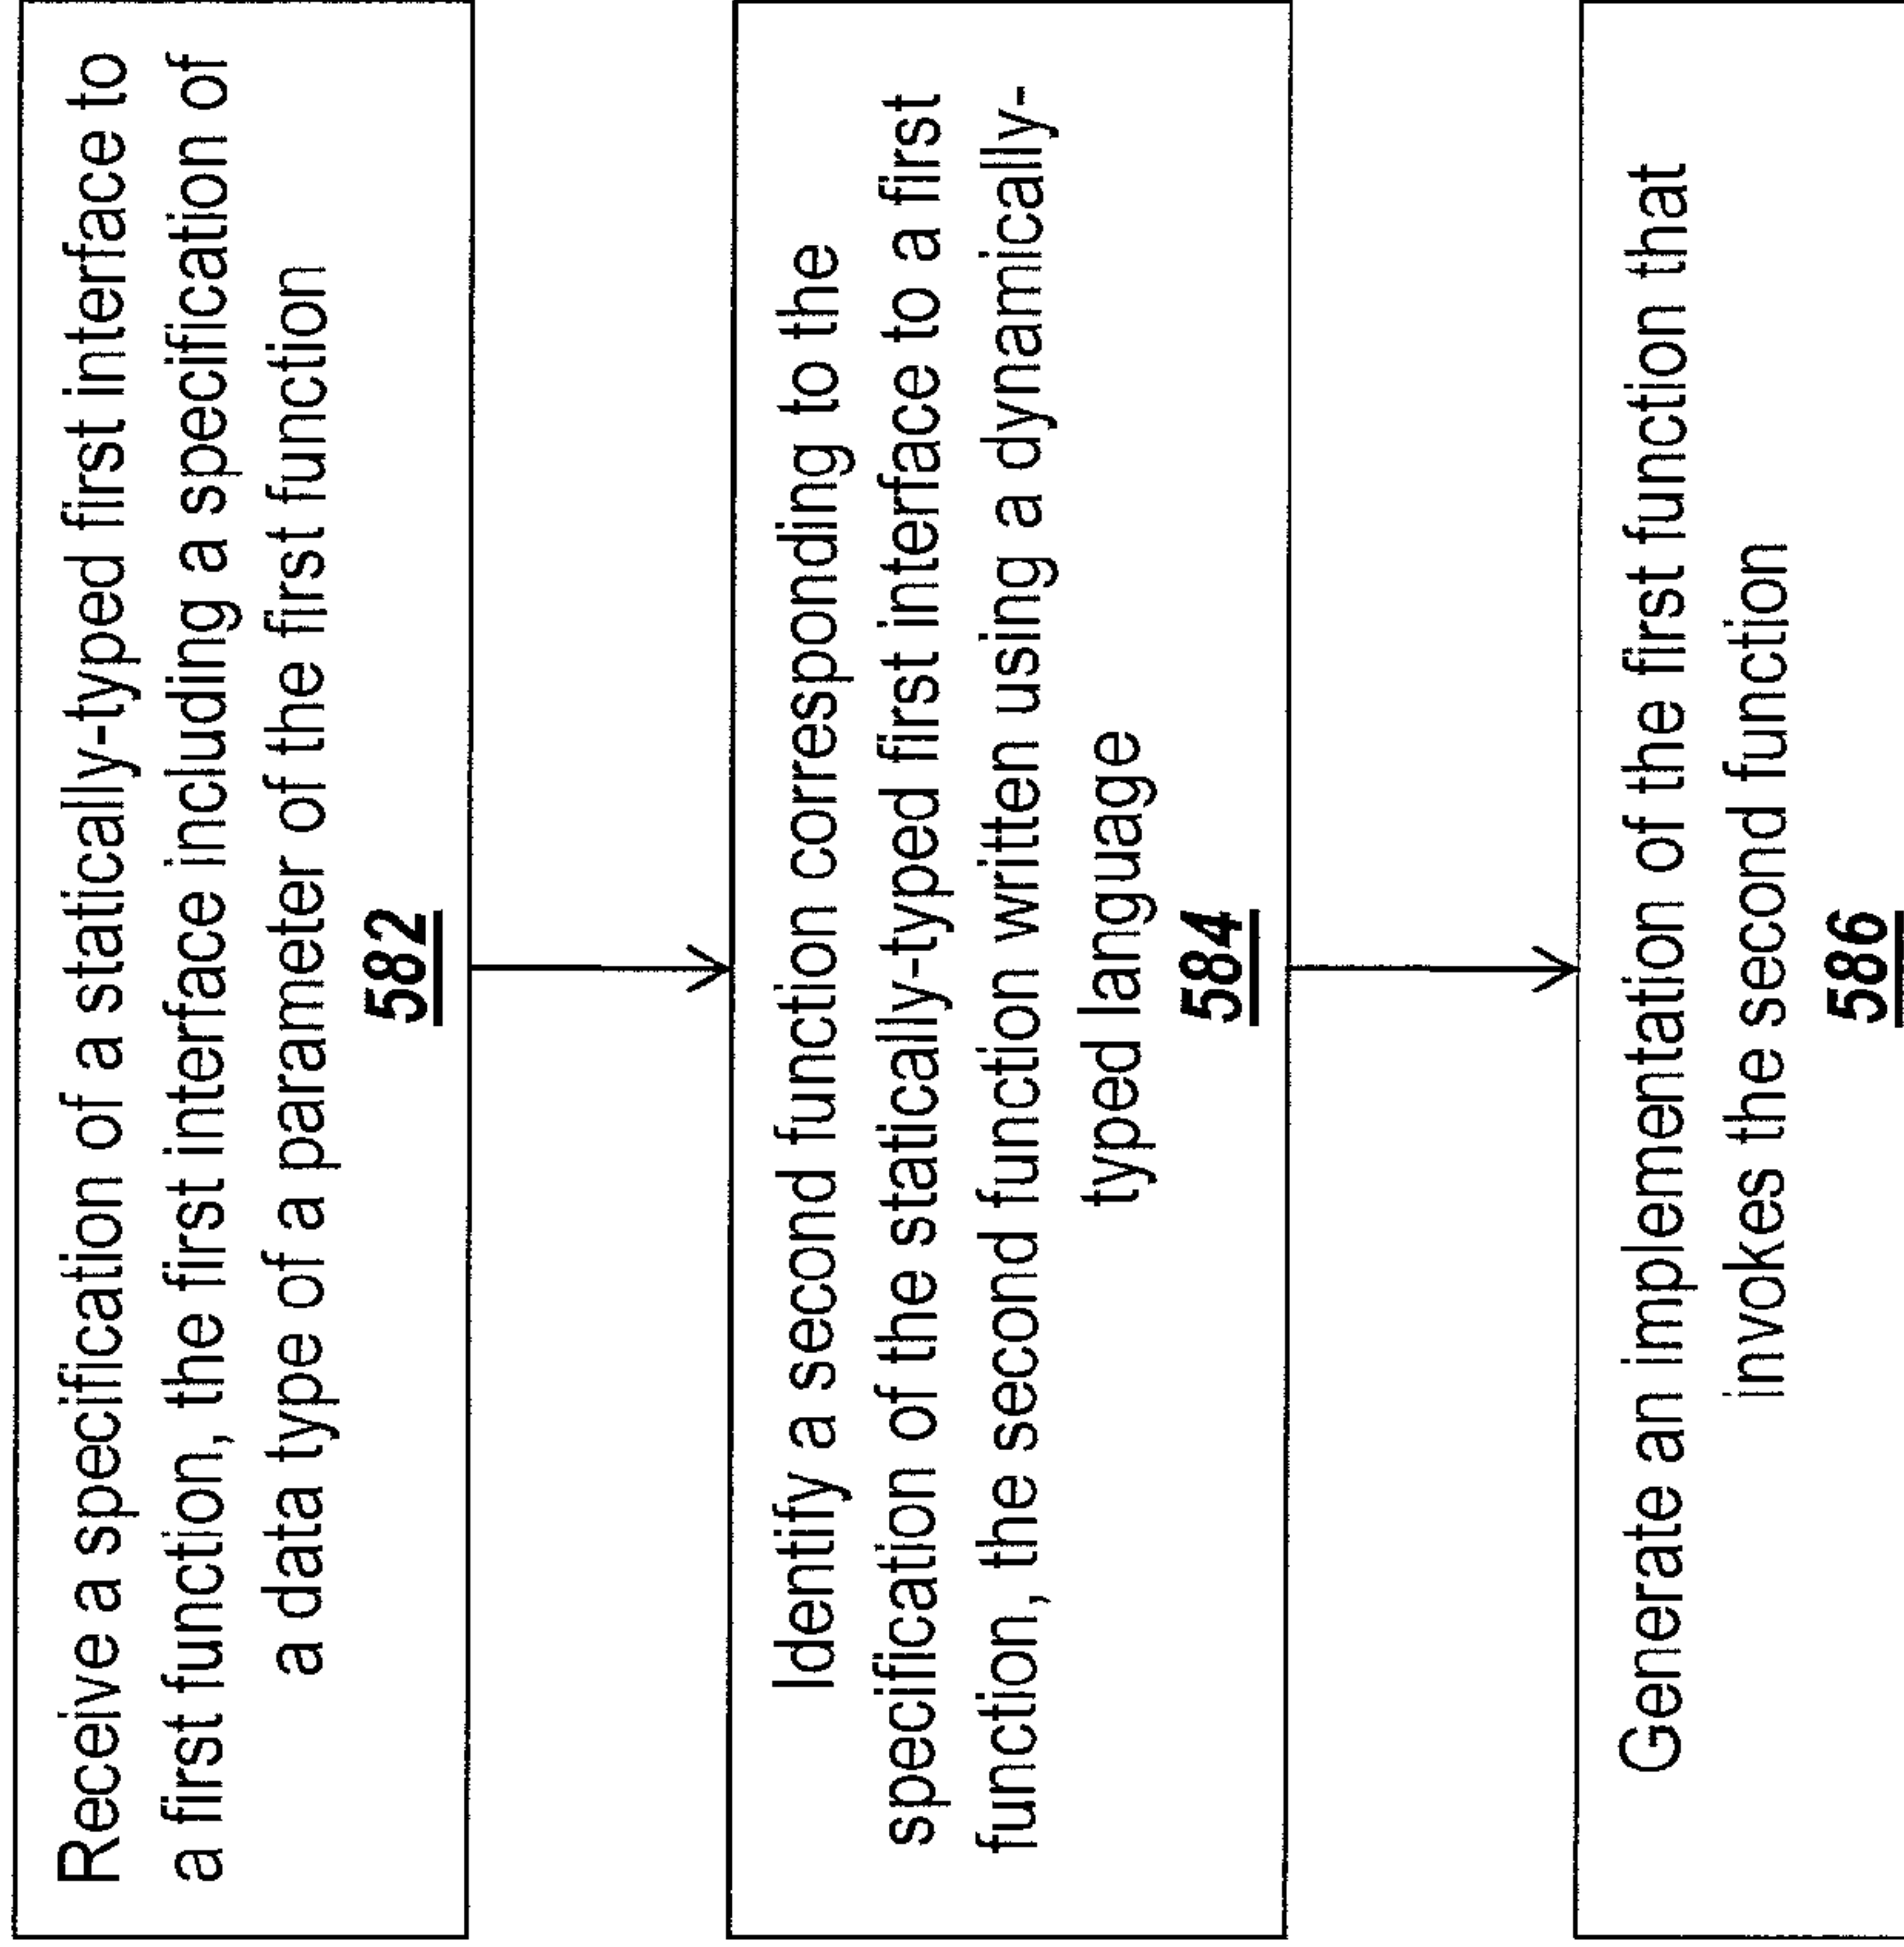 Receive a specification of a statically-typed first interface to
a first function, the first interface including a specification of
a data type of a parameter of the first function
582
Identify a second function corresponding to the
specification of the statically-typed first interface to a first
function, the second function written using a dynamically-
typed language
584
Generate an implementation of the first function that
invokes the second function
586